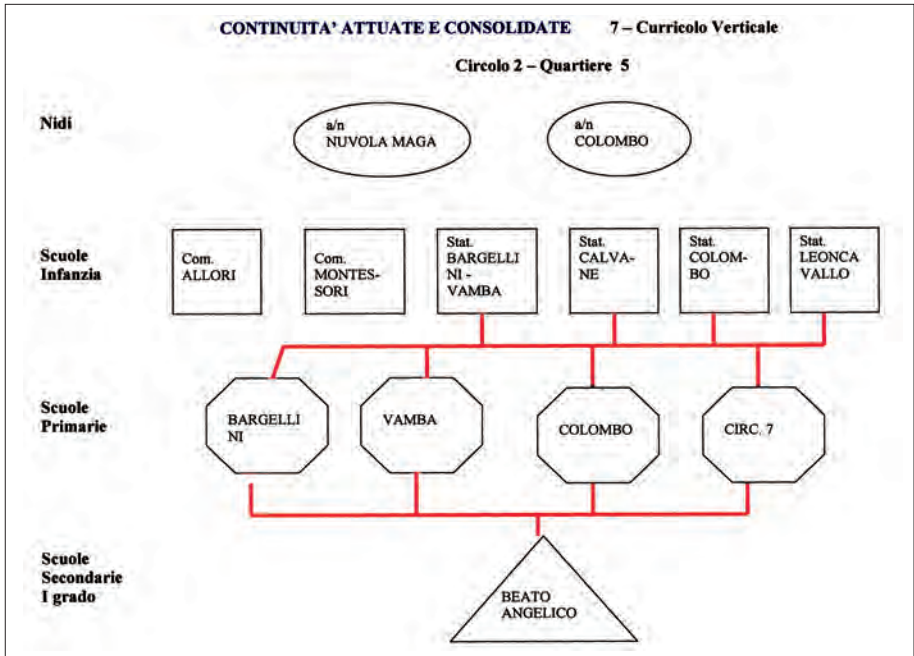 CONTINUITA’ ATTUATE E CONSOLIDATE 7 – Curricolo Verticale
Circolo 2 – Quartiere 5
Nidi
a/n
NUVOLA MAGA
a/n
COLOMBO
Scuole
Infanzia
Com.
ALLORI
Com.
MONTES-
SORI
Stat.
BARGELLI
NI -
VAMBA
Stat.
CALVA-
NE
Stat.
COLOM-
BO
Stat.
LEONCA
VALLO
Scuole
Primarie
BARGELLI
NI
VAMBA
COLOMBO
CIRC. 7
Scuole
Secondarie
I grado
BEATO
ANGELICO